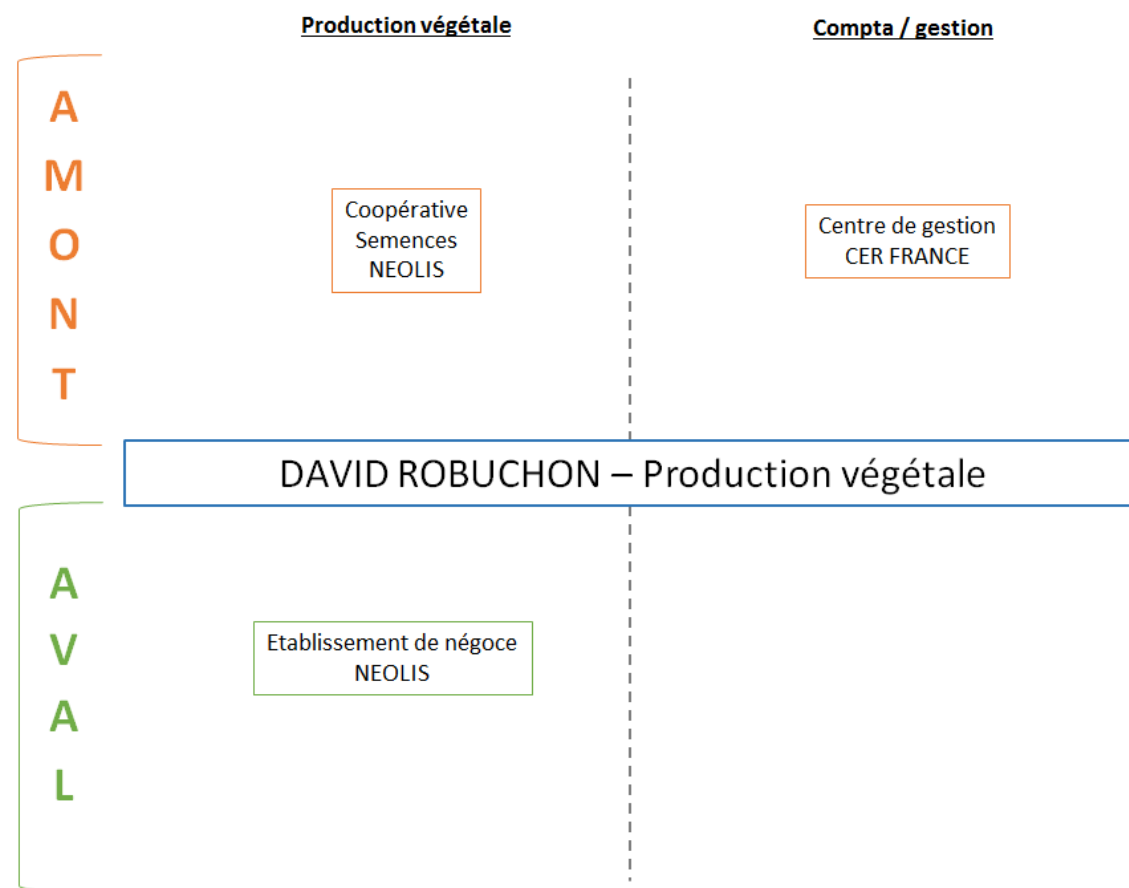 Production végétale
Compta / gestion
A
M
O
N
T
Coopérative
Semences
NEOLIS
Centre de gestion
CER FRANCE
DAVID ROBUCHON – Production végétale
A
V
A
L
Etablissement de négoce
NEOLIS